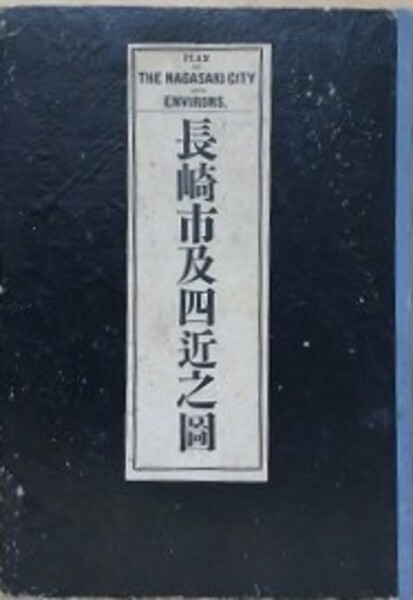 PLAN
OF
THE NAGASAKI CITY
AND
ENVIRONS.
長崎市及四近之圖